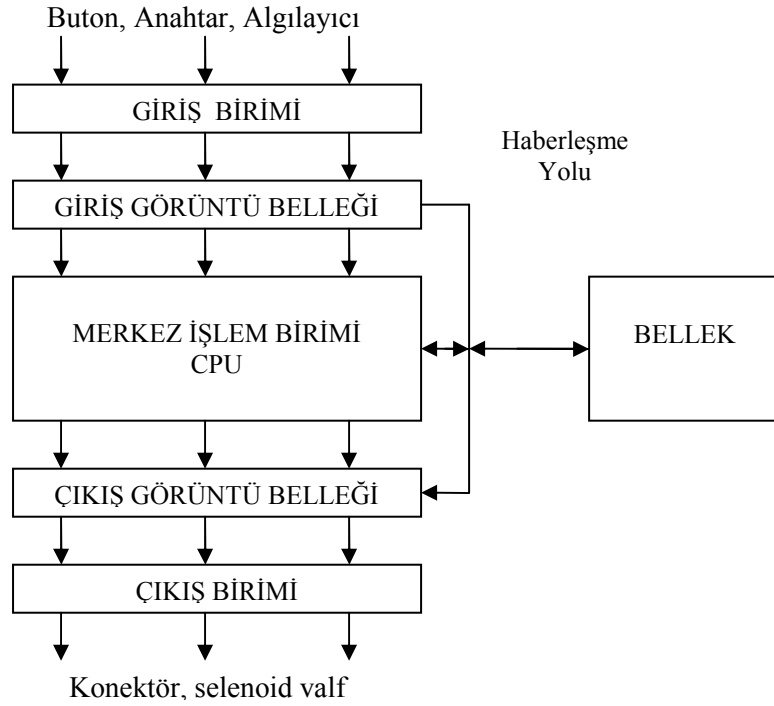 Buton, Anahtar, Algılayıcı
GİRİŞ BİRİMİ
Haberleşme
Yolu
GİRİŞ GÖRÜNTÜ BELLEĞİ
MERKEZ İŞLEM BİRİMİ
CPU
BELLEK
ÇIKIŞ GÖRÜNTÜ BELLEĞİ
ÇIKIŞ BİRİMİ
Konektör, selenoid valf